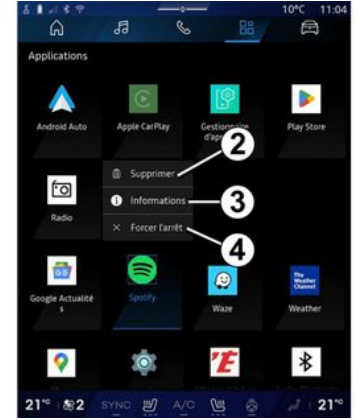 10°C 11:04
Applications
Android Auto
Apple CarPlay
Gestionnaire
Play Store
2
Supprimer
3
Informations
4
Forcer l'arrêt
Radio
Google Actualité
s
Spotify
Waze
The
Weather
Channel
Weather
21°C 2 SYNC A/C 21°C